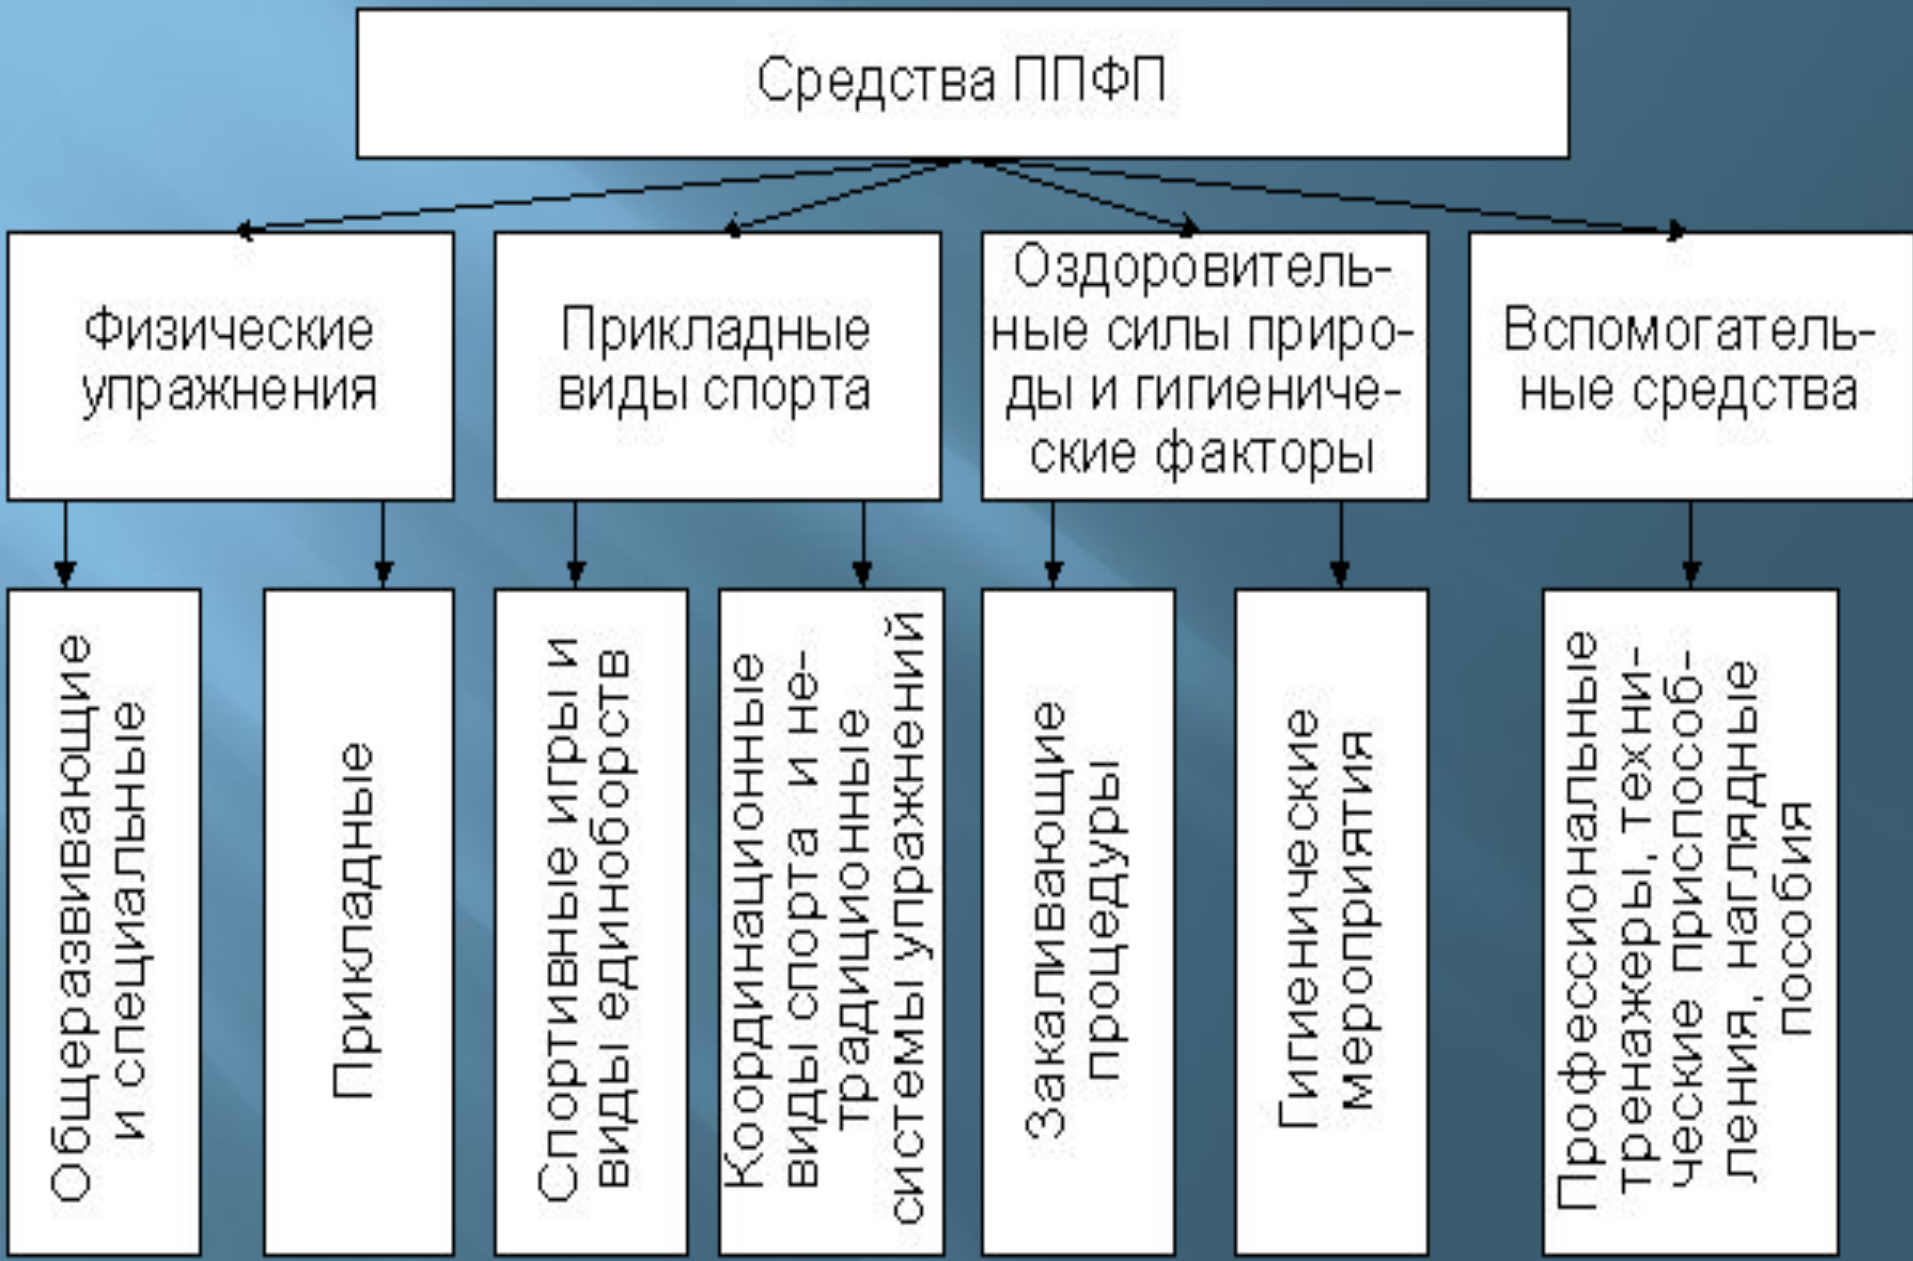 Средства ППФП
Физические
упражнения
Прикладные
виды спорта
Оздоровитель-
ные силы приро-
ды и гигиениче-
ские факторы
Вспомогатель-
ные средства
Общеразвивающие
и специальные
Прикладные
Спортивные игры и
виды единоборств
Координационные
виды спорта и не-
традиционные
системы упражнений
Закаливающие
процедуры
Гигиенические
мероприятия
Профессиональные
тренажеры, техни-
ческие приспособ-
ления, наглядные
пособия